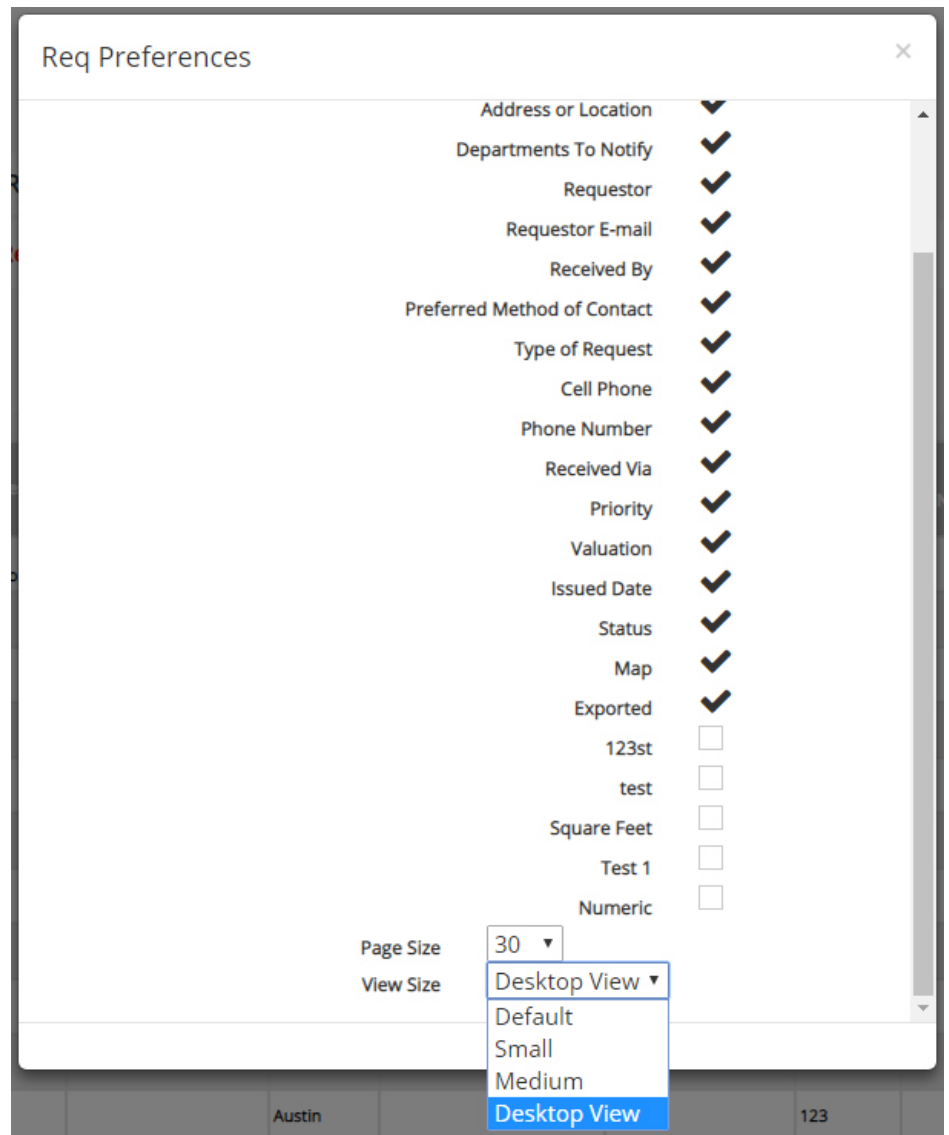 Req Preferences
×
Address or Location
Departments To Notify
Requestor
Requestor E-mail
Received By
Preferred Method of Contact
Type of Request
Cell Phone
Phone Number
Received Via
Priority
Valuation
Issued Date
Status
Map
Exported
123st
test
Square Feet
Test 1
Numeric
Page Size 30
View Size Desktop View
Default
Small
Medium
Desktop View
Austin 123